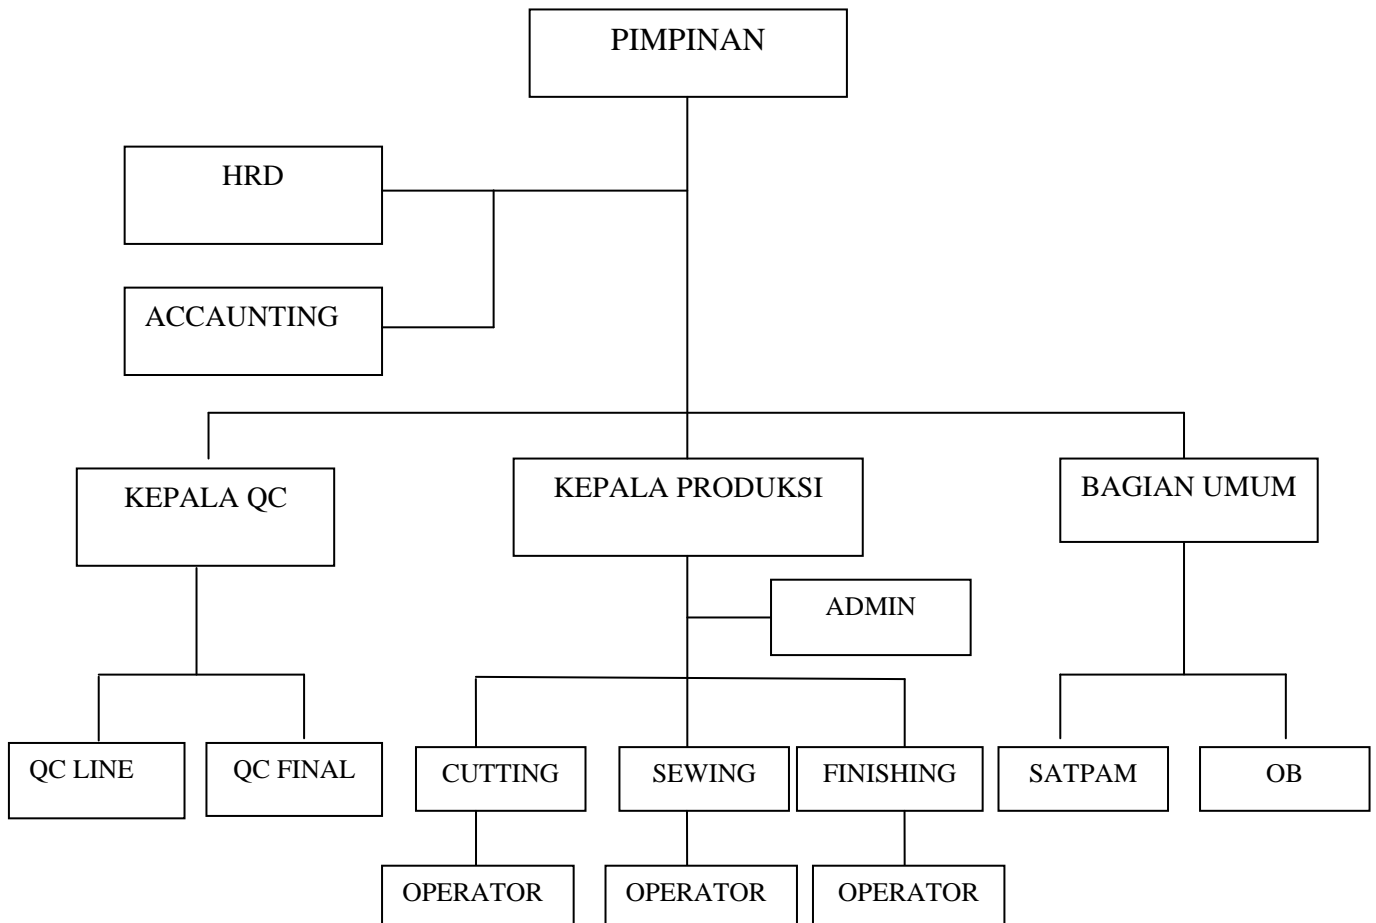 PIMPINAN
HRD
ACCAUNTING
KEPALA QC
KEPALA PRODUKSI
BAGIAN UMUM
ADMIN
QC LINE
QC FINAL
CUTTING
SEWING
FINISHING
SATPAM
OB
OPERATOR
OPERATOR
OPERATOR